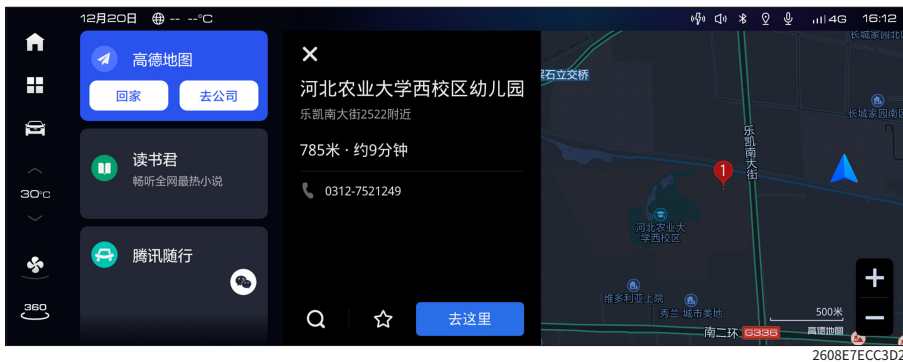 12月20日 -- --°C
4G 16:12
高德地图
回家 去公司
读书君
畅听全网最热小说
腾讯随行
30°C
360
河北农业大学西校区幼儿园
乐凯南大街2522附近
785米 · 约9分钟
0312-7521249
去这里
石立交桥
长城家园南
乐凯南大街
1
河北农业大
学西校区
维多利亚上院
秀兰·城市美地
南二环 G336
500米
高德地图
2608E7ECC3D2